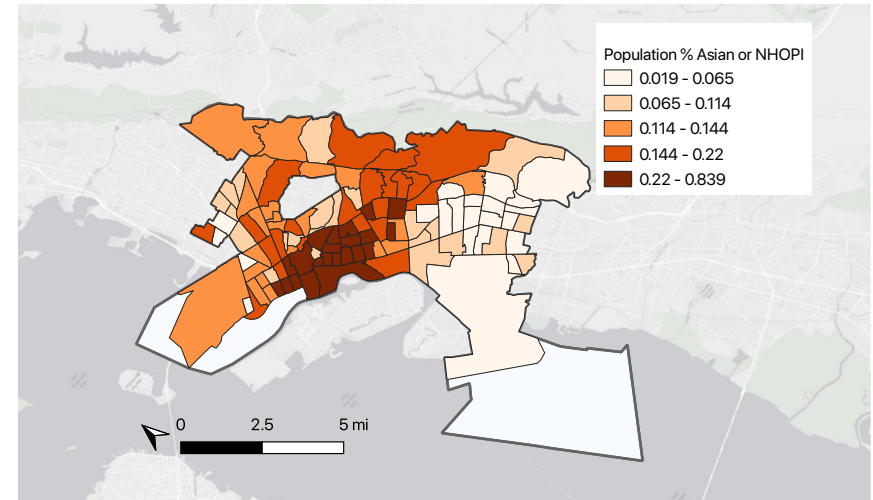 Population % Asian or NHOPI
0.019 - 0.065
0.065 - 0.114
0.114 - 0.144
0.144 - 0.22
0.22 - 0.839
0 2.5 5 mi